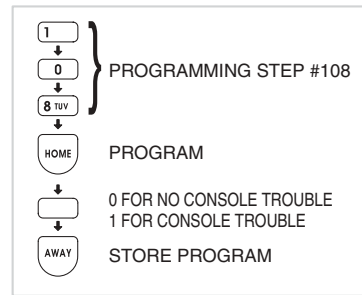 1
0
8 TUV
PROGRAMMING STEP #108
HOME
PROGRAM
0 FOR NO CONSOLE TROUBLE
1 FOR CONSOLE TROUBLE
AWAY
STORE PROGRAM